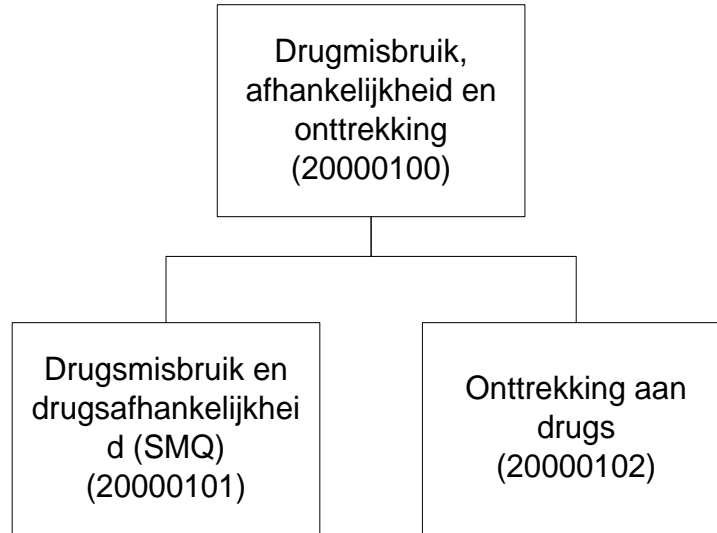 Drugmisbruik,
afhankelijkheid en
onttrekking
(20000100)
Drugsmisbruik en
drugsafhankelijkhei
d (SMQ)
(20000101)
Onttrekking aan
drugs
(20000102)